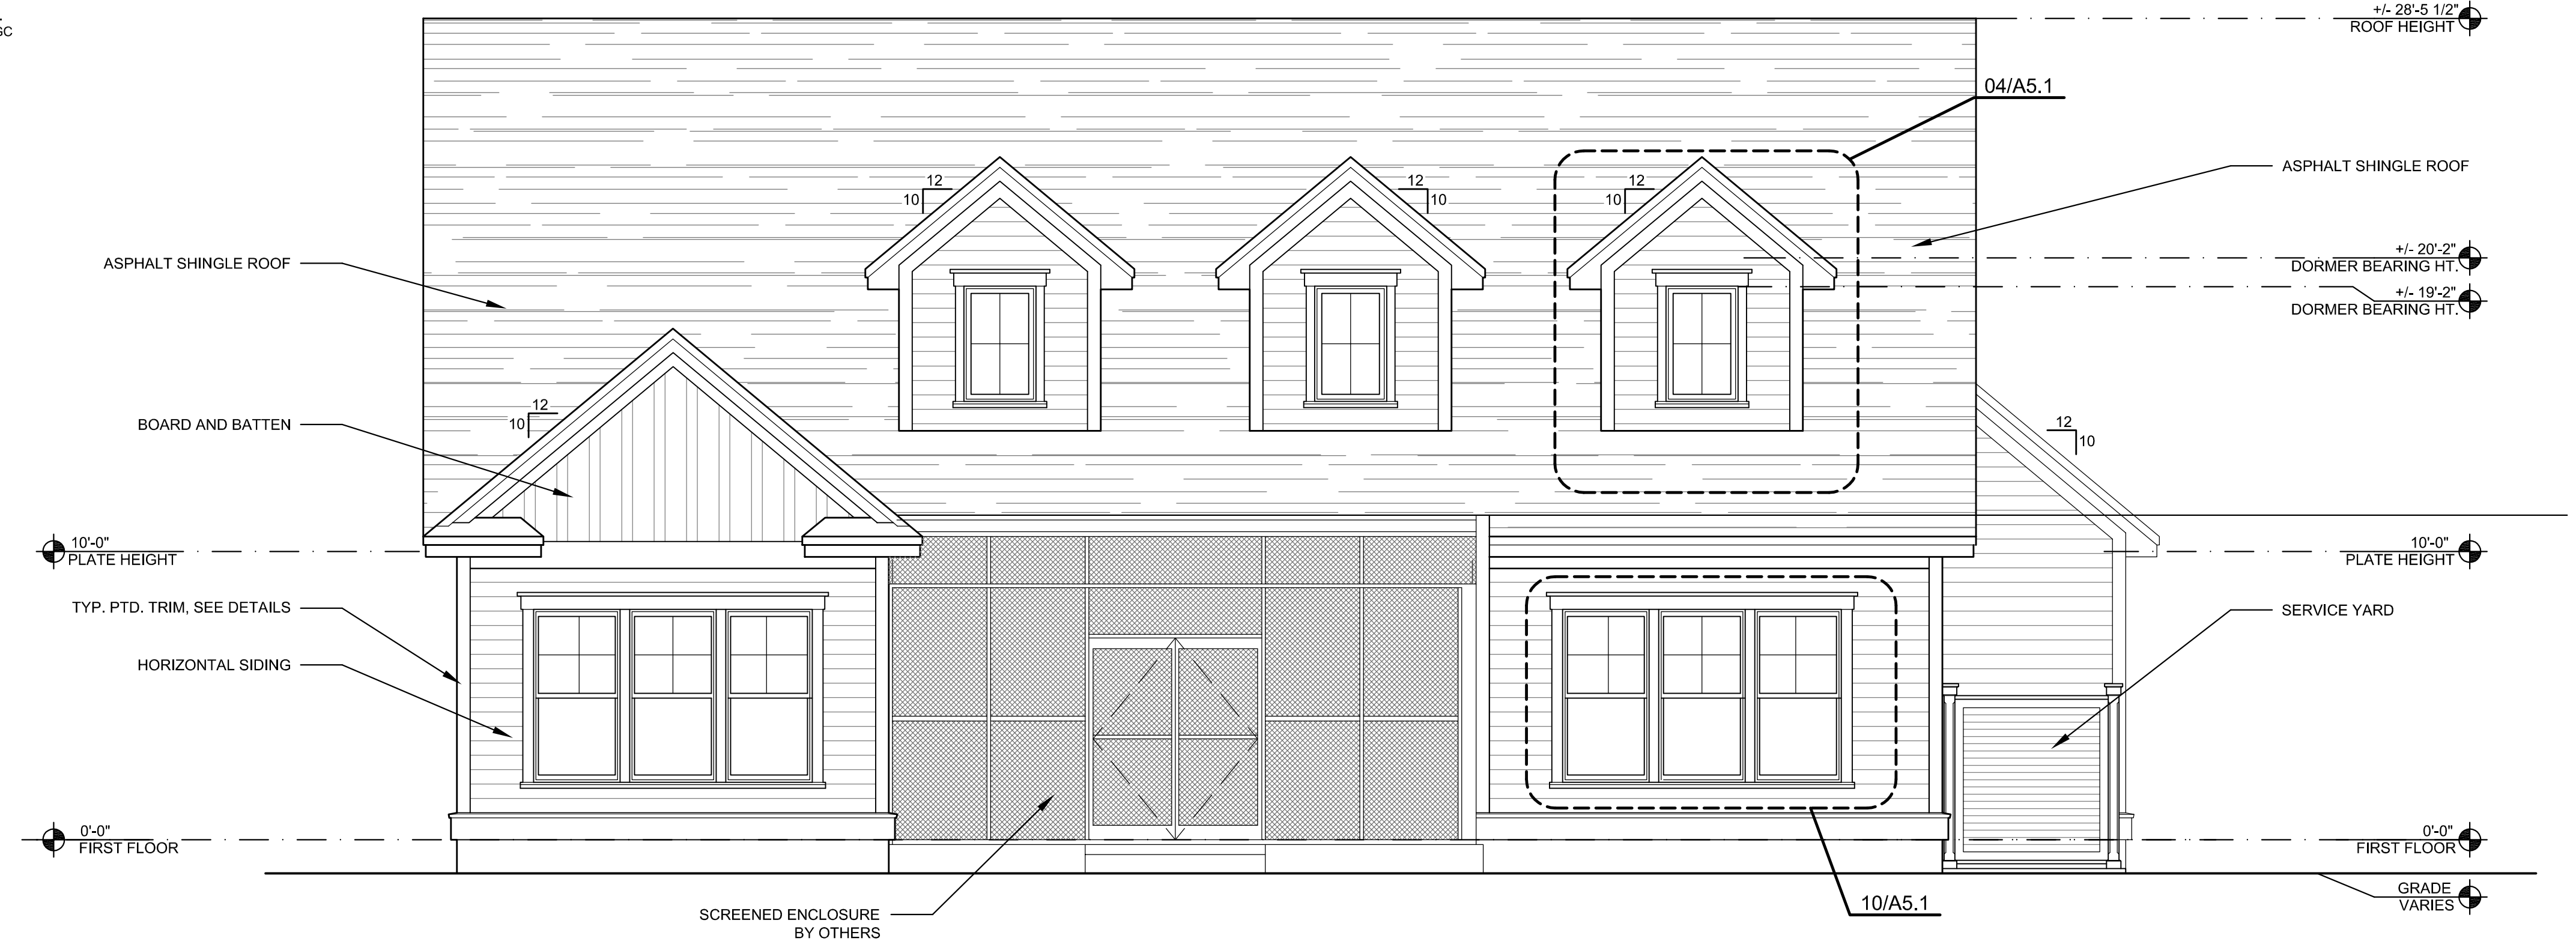 GC
+/- 28'-5 1/2"
ROOF HEIGHT
04/A5.1
ASPHALT SHINGLE ROOF
12
10
12
10
12
10
ASPHALT SHINGLE ROOF
+/- 20'-2"
DORMER BEARING HT.
+/- 19'-2"
DORMER BEARING HT.
BOARD AND BATTEN
12
10
12
10
10'-0"
PLATE HEIGHT
10'-0"
PLATE HEIGHT
TYP. PTD. TRIM, SEE DETAILS
SERVICE YARD
HORIZONTAL SIDING
0'-0"
FIRST FLOOR
0'-0"
FIRST FLOOR
GRADE
VARIES
10/A5.1
SCREENED ENCLOSURE
BY OTHERS